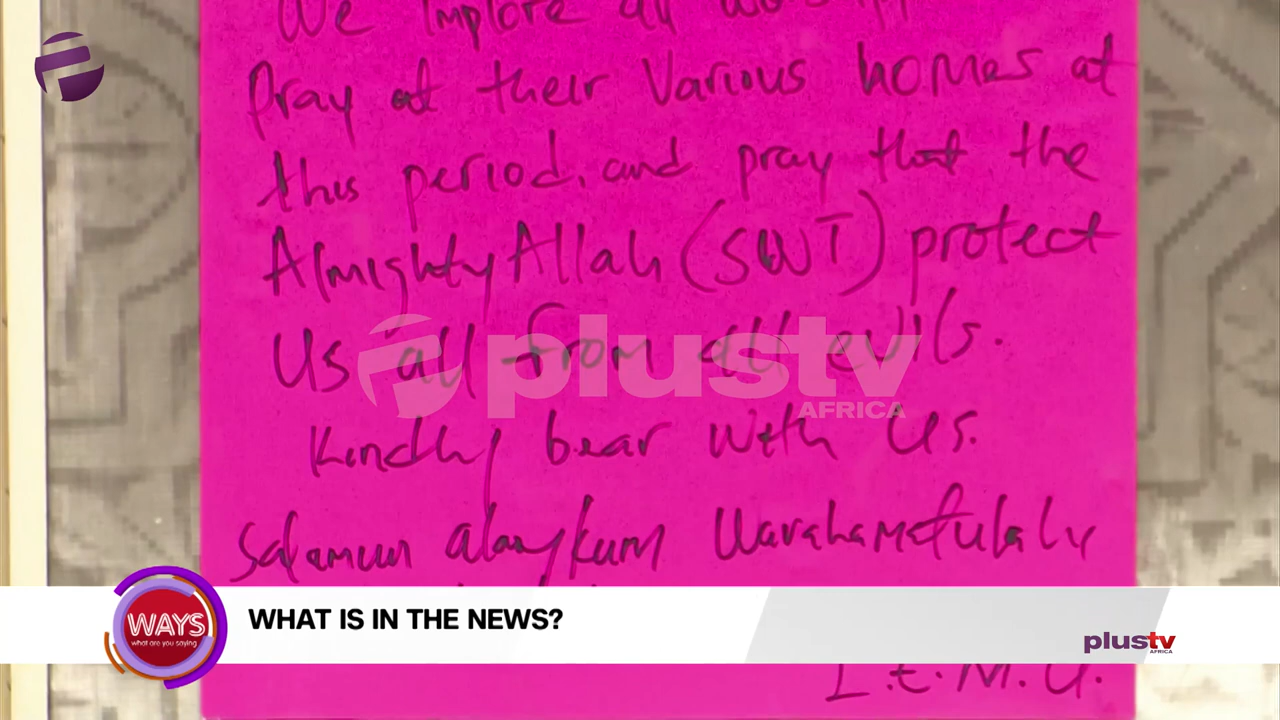 We implore all
Pray at their Various homes at
this period, and pray that the
Almighty Allah (SWT) protect
Us all from all evils.
plustv
AFRICA
Kindly bear with Us.
Salamun alaykum Warahamatulahi
WAYS
what are you saying
WHAT IS IN THE NEWS?
plustv
AFRICA
I.E.M.U.